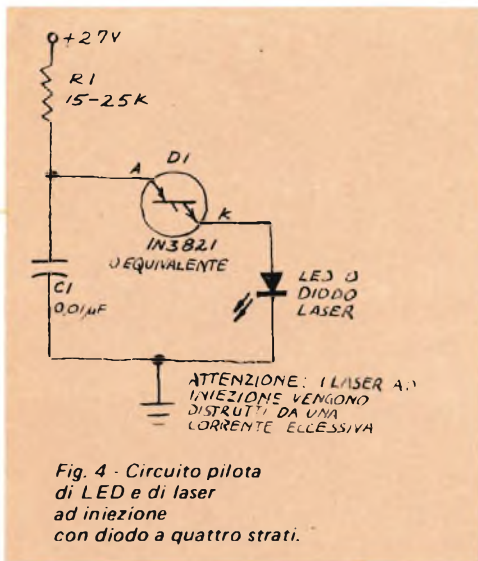 +27V
R1
15-25K
A
D1
K
1N3821
O EQUIVALENTE
C1
0,01µF
LED O
DIODO
LASER
ATTENZIONE: I LASER AD
INIEZIONE VENGONO
DISTRUTTI DA UNA
CORRENTE ECCESSIVA
Fig. 4 - Circuito pilota
di LED e di laser
ad iniezione
con diodo a quattro strati.